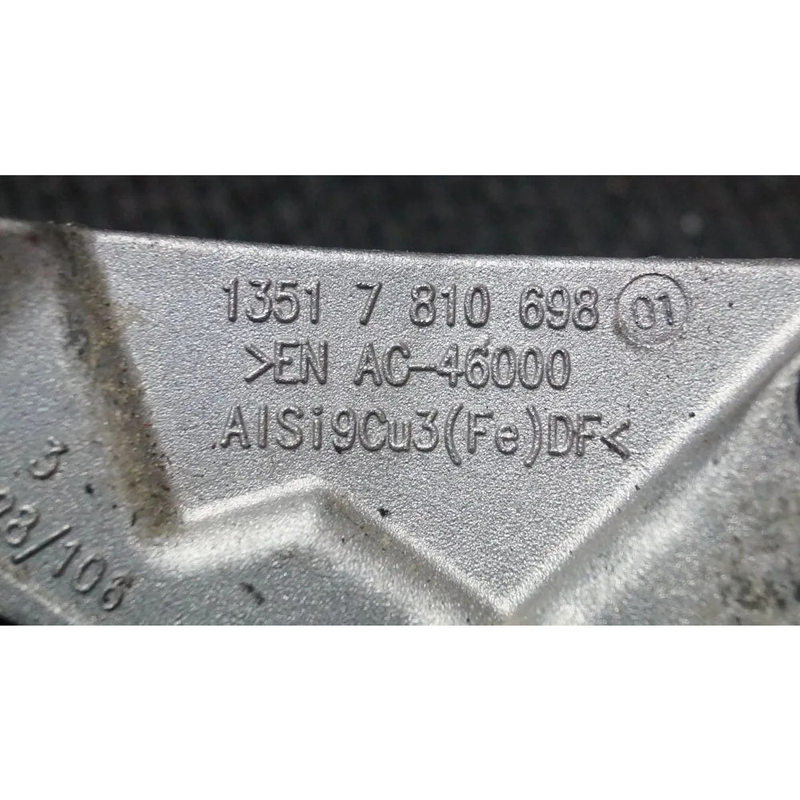 1351 7 810 698 01
>EN AC-46000
AlSi9Cu3(Fe)DF<
3
08/106